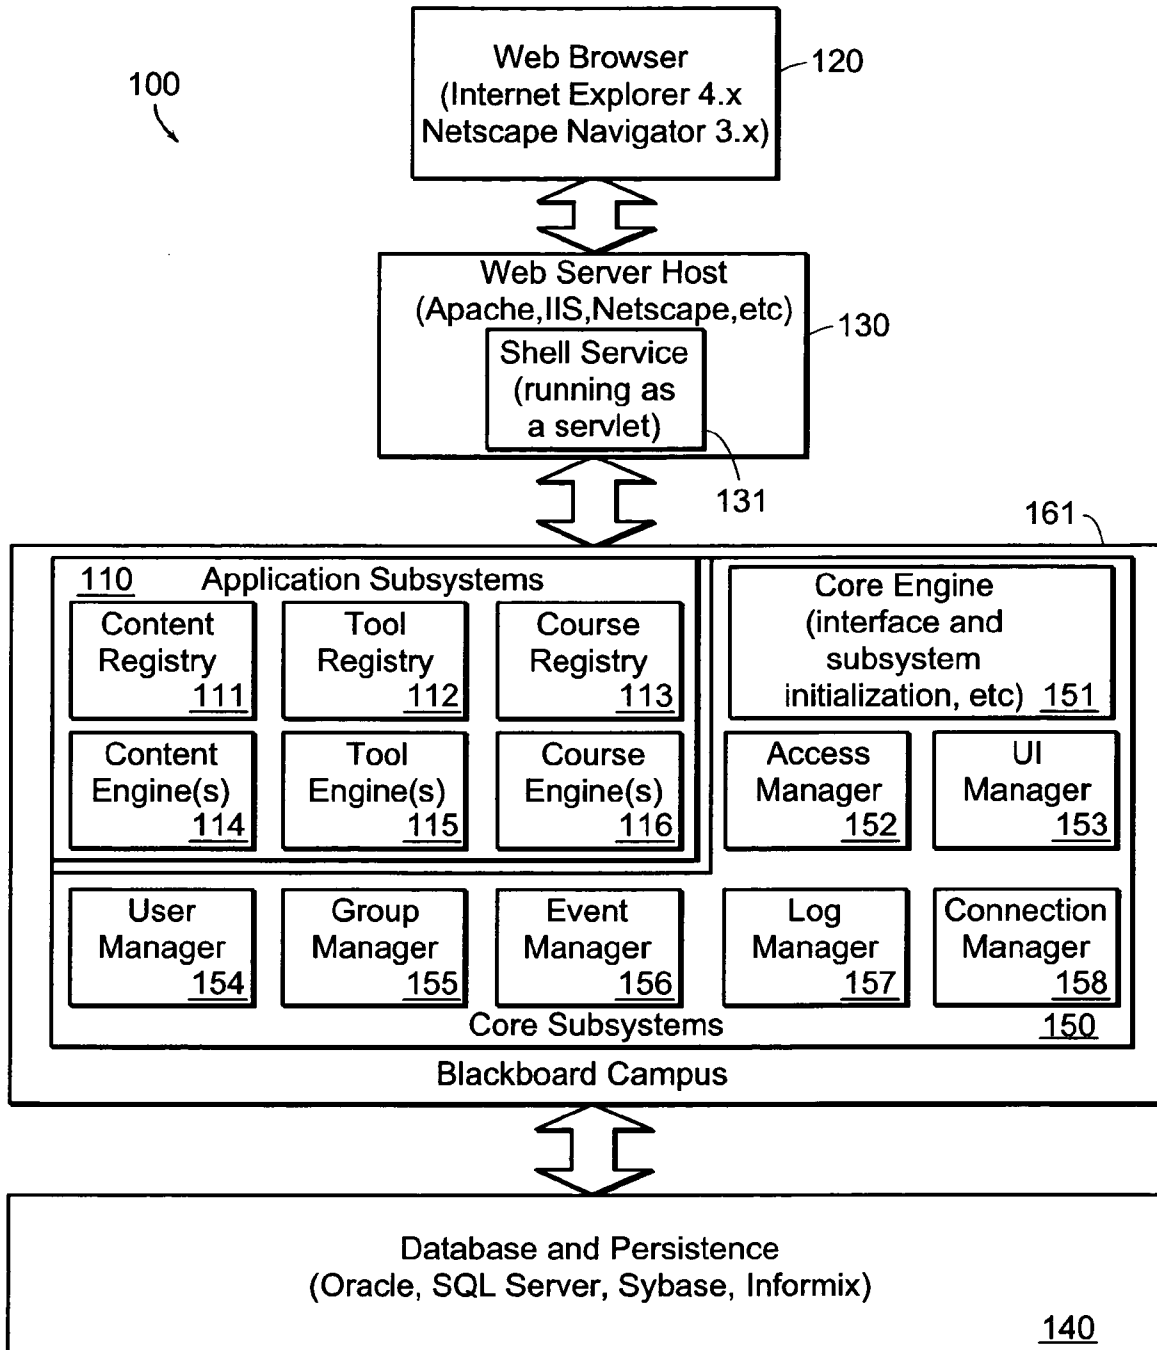 100
Web Browser
(Internet Explorer 4.x
Netscape Navigator 3.x)
120
Web Server Host
(Apache,IIS,Netscape,etc)
130
Shell Service
(running as
a servlet)
131
161
110
Application Subsystems
Content
Registry
111
Tool
Registry
112
Course
Registry
113
Content
Engine(s)
114
Tool
Engine(s)
115
Course
Engine(s)
116
Core Engine
(interface and
subsystem
initialization, etc) 151
Access
Manager
152
UI
Manager
153
User
Manager
154
Group
Manager
155
Event
Manager
156
Log
Manager
157
Connection
Manager
158
Core Subsystems
150
Blackboard Campus
Database and Persistence
(Oracle, SQL Server, Sybase, Informix)
140